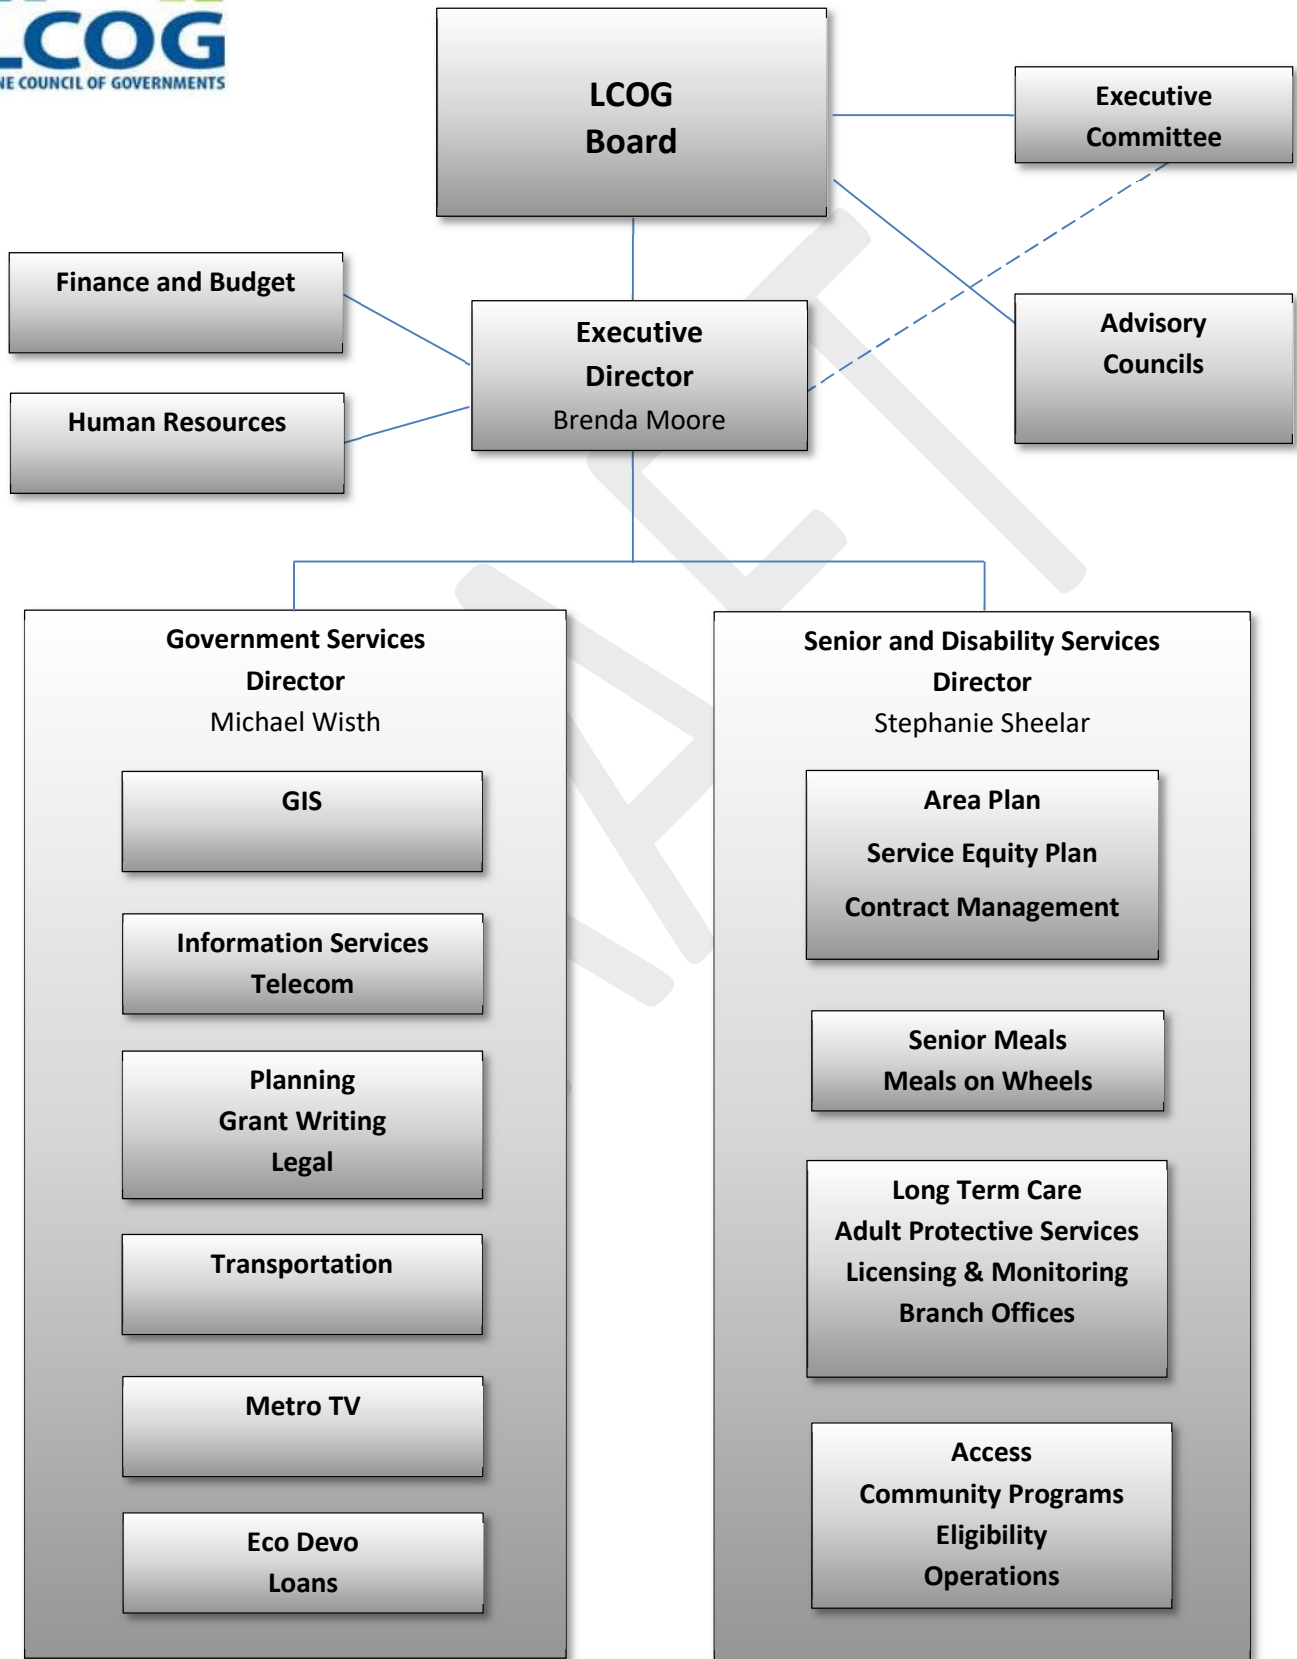 LCOG
NE COUNCIL OF GOVERNMENTS
LCOG
Board
Executive
Committee
Finance and Budget
Executive
Director
Brenda Moore
Advisory
Councils
Human Resources
Government Services
Director
Michael Wisth
GIS
Information Services
Telecom
Planning
Grant Writing
Legal
Transportation
Metro TV
Eco Devo
Loans
Senior and Disability Services
Director
Stephanie Sheelar
Area Plan
Service Equity Plan
Contract Management
Senior Meals
Meals on Wheels
Long Term Care
Adult Protective Services
Licensing & Monitoring
Branch Offices
Access
Community Programs
Eligibility
Operations